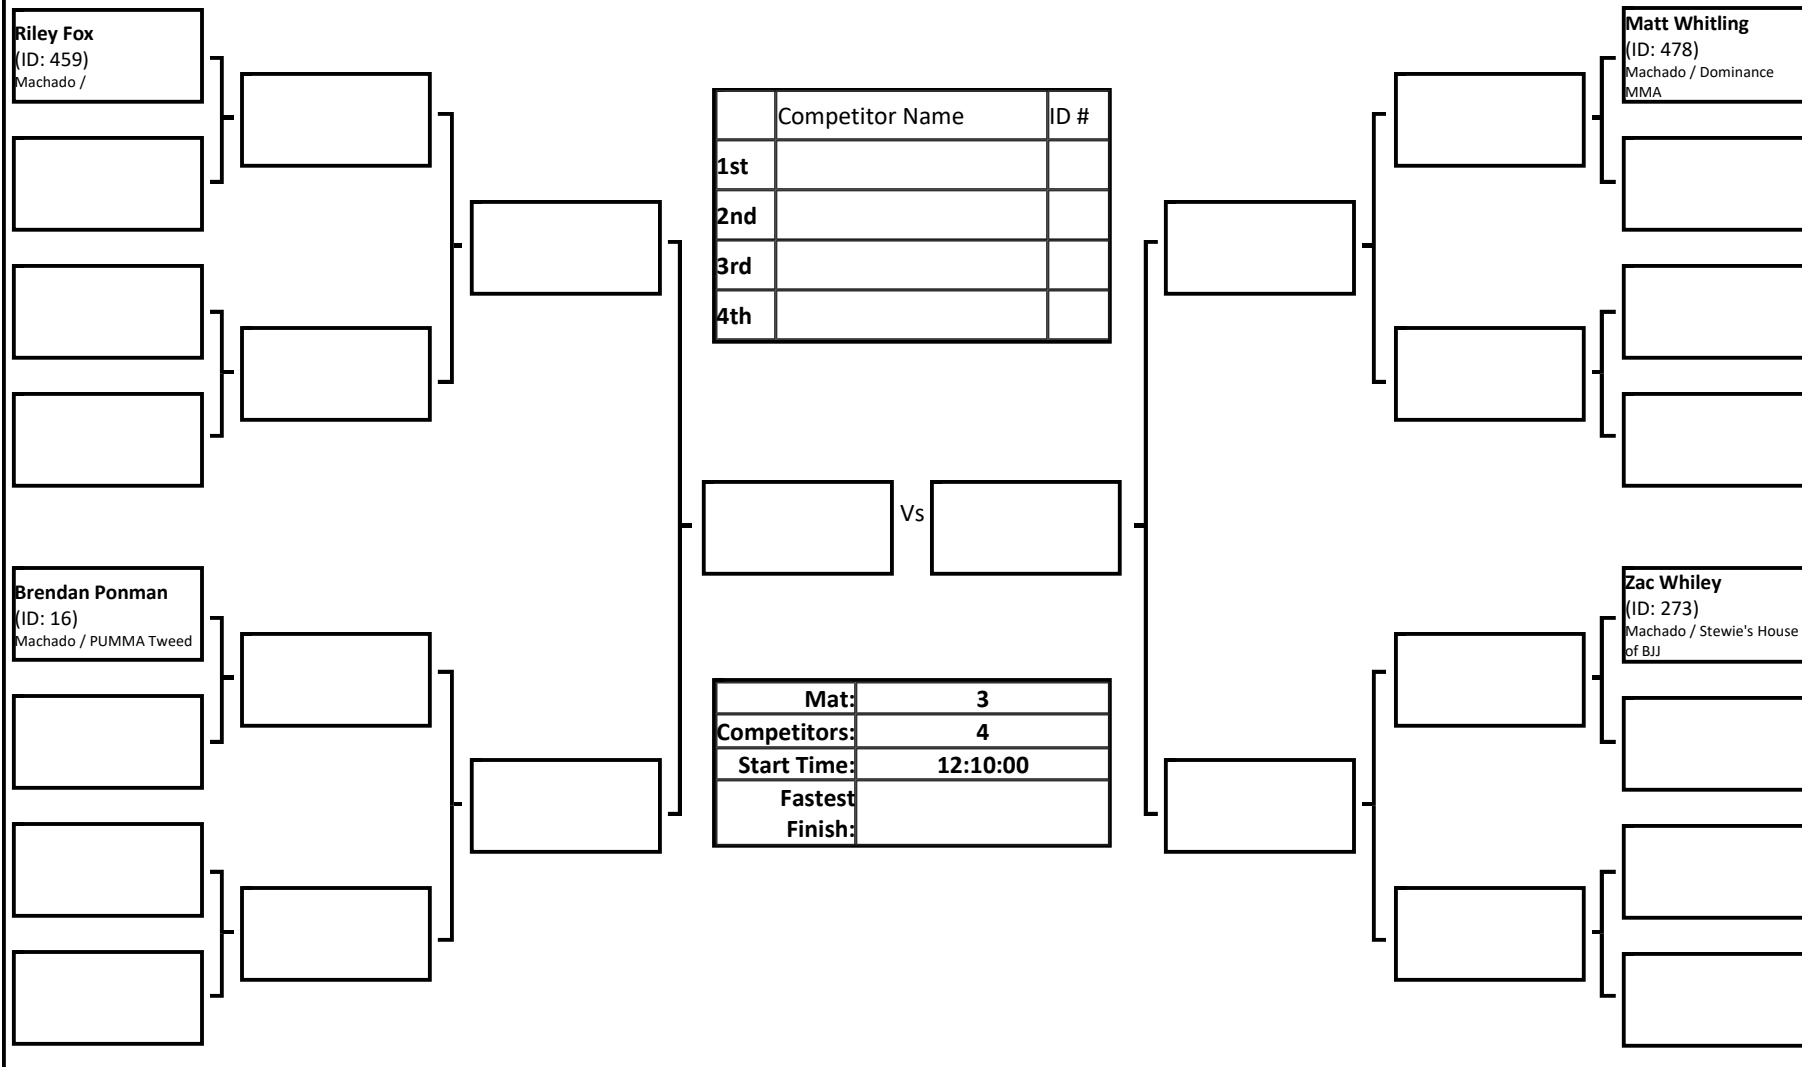 Riley Fox
(ID: 459)
Machado /
Matt Whitling
(ID: 478)
Machado / Dominance
MMA
Competitor Name ID #
1st
2nd
3rd
4th
Vs
Brendan Ponman
(ID: 16)
Machado / PUMMA Tweed
Zac Whiley
(ID: 273)
Machado / Stewie's House
of BJJ
Mat: 3
Competitors: 4
Start Time: 12:10:00
Fastest
Finish: